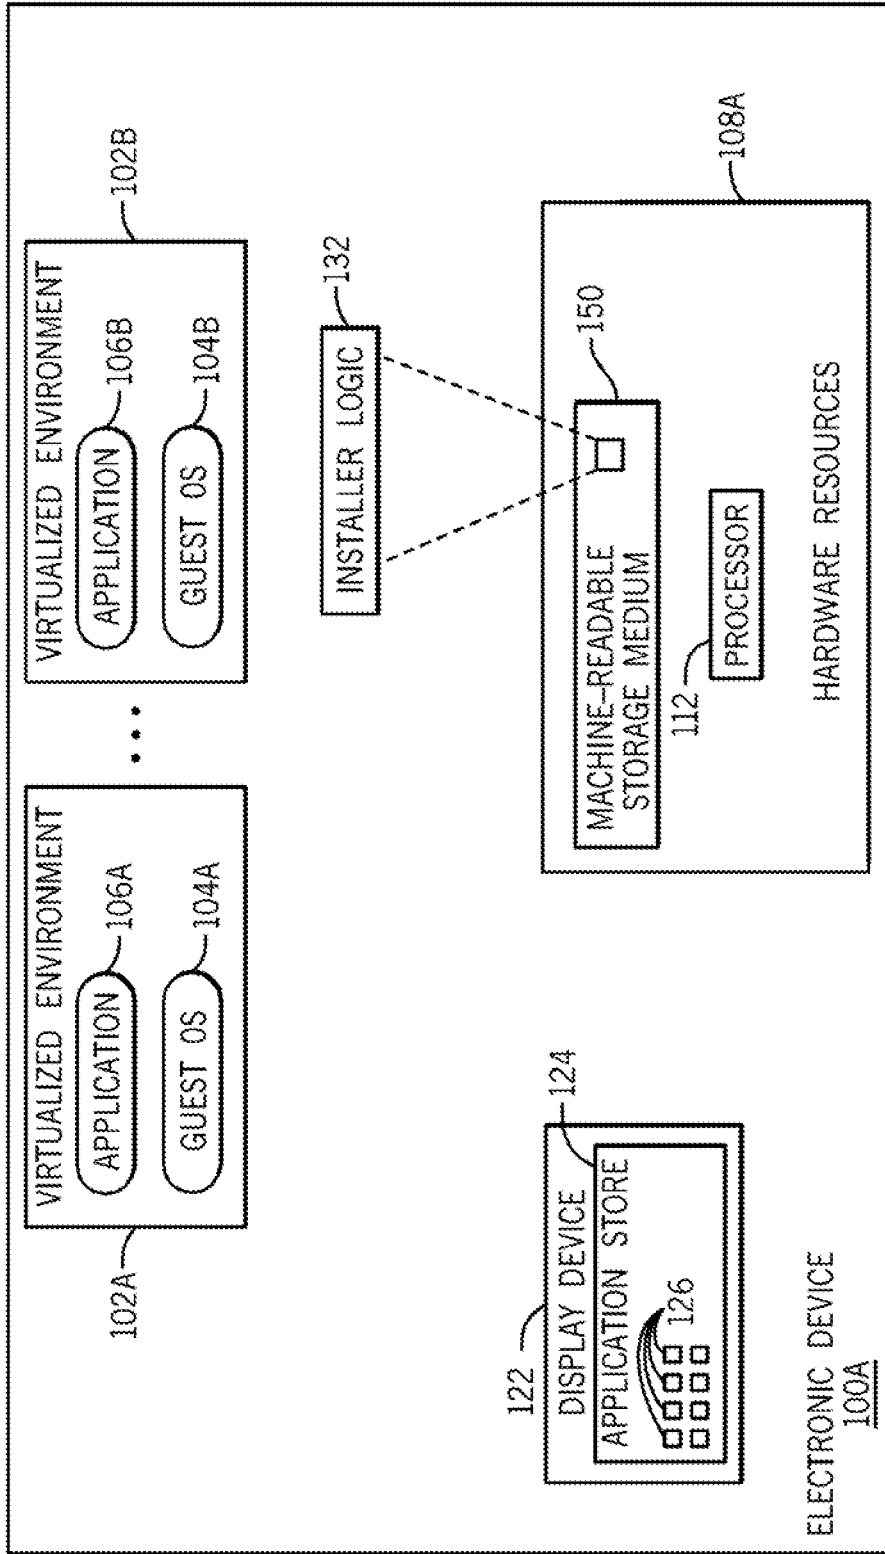 VIRTUALIZED ENVIRONMENT
APPLICATION
106A
GUEST OS
104A
102A
VIRTUALIZED ENVIRONMENT
APPLICATION
106B
GUEST OS
104B
102B
INSTALLER LOGIC
132
122
DISPLAY DEVICE
124
APPLICATION STORE
126
MACHINE-READABLE
STORAGE MEDIUM
150
112
PROCESSOR
HARDWARE RESOURCES
108A
ELECTRONIC DEVICE
100A